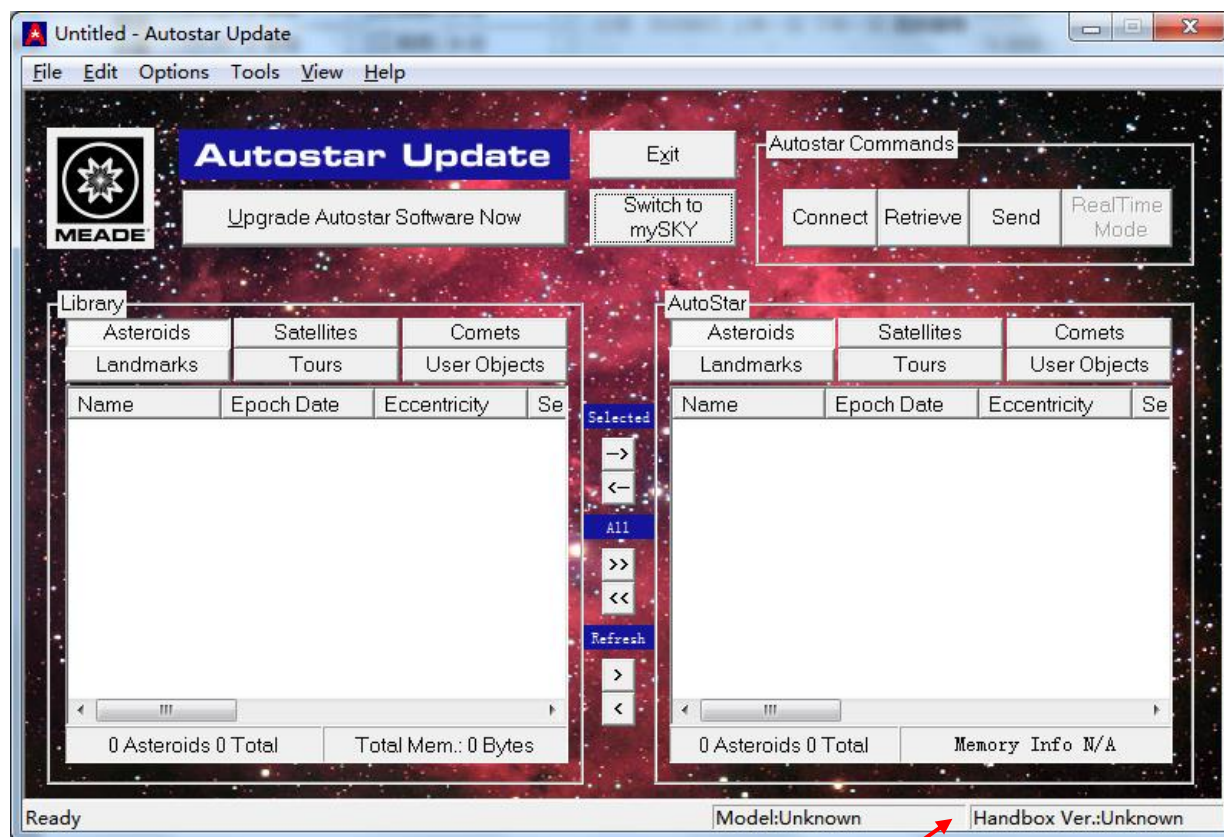 Untitled - Autostar Update
File Edit Options Tools View Help
MEADE
Autostar Update
Upgrade Autostar Software Now
Exit
Switch to
mySKY
Autostar Commands
Connect Retrieve Send RealTime
Mode
Library
Asteroids Satellites Comets
Landmarks Tours User Objects
Name Epoch Date Eccentricity Se
0 Asteroids 0 Total Total Mem.: 0 Bytes
Selected
->
<-
All
>>
<<
Refresh
>
<
AutoStar
Asteroids Satellites Comets
Landmarks Tours User Objects
Name Epoch Date Eccentricity Se
0 Asteroids 0 Total Memory Info N/A
Ready Model:Unknown Handbox Ver.:Unknown